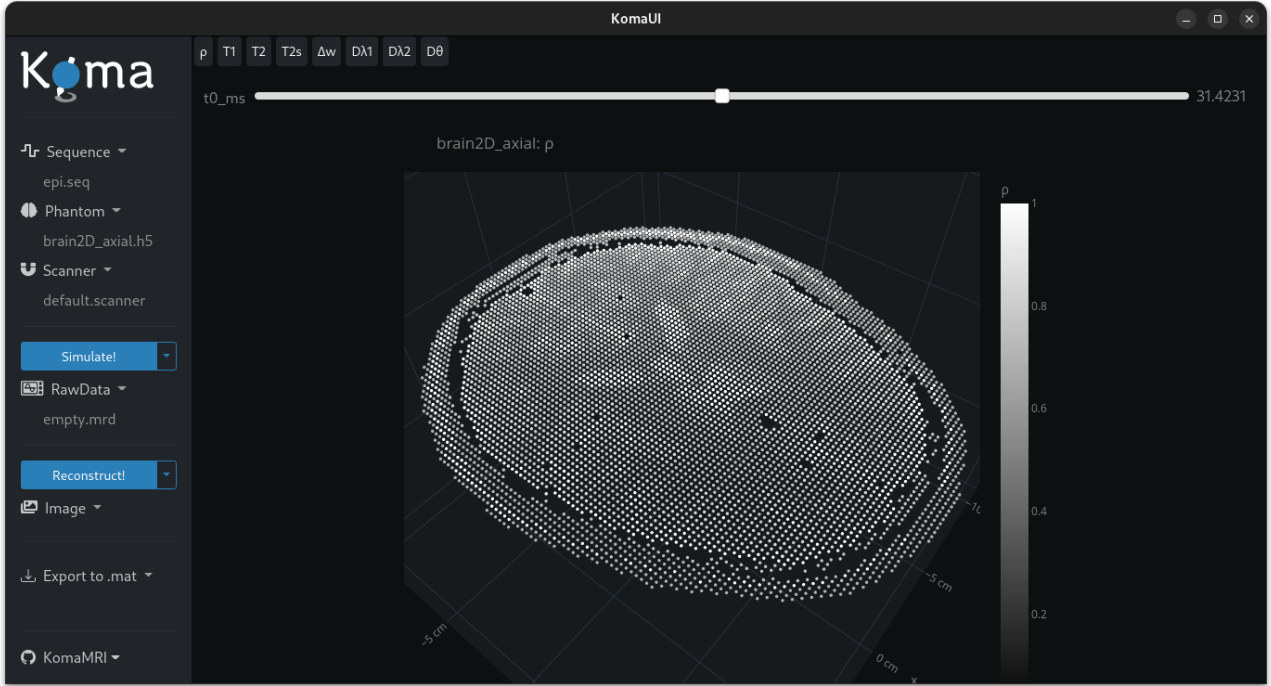 KomaUI
Koma
Sequence
epi.seq
Phantom
brain2D_axial.h5
Scanner
default.scanner
Simulate!
RawData
empty.mrd
Reconstruct!
Image
Export to .mat
KomaMRI
ρ T1 T2 T2s Δw Dλ1 Dλ2 Dθ
t0_ms 31.4231
brain2D_axial: ρ
ρ
1
0.8
0.6
0.4
0.2
−5 cm
−5 cm
0 cm
x